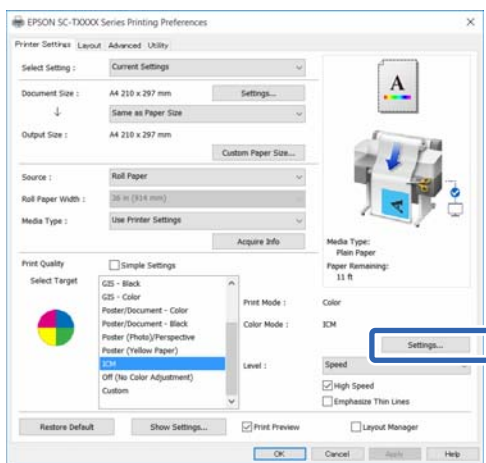 EPSON SC-TXXXX Series Printing Preferences
Printer Settings Layout Advanced Utility
Select Setting : Current Settings
Document Size : A4 210 x 297 mm Settings...
Same as Paper Size
Output Size : A4 210 x 297 mm
Custom Paper Size...
Source : Roll Paper
Roll Paper Width : 36 in (914 mm)
Media Type : Use Printer Settings
Acquire Info
A
A
Media Type:
Plain Paper
Paper Remaining:
11 ft
Print Quality Simple Settings
Select Target
GIS - Black
GIS - Color
Poster/Document - Color
Poster/Document - Black
Poster (Photo)/Perspective
Poster (Yellow Paper)
ICM
Off (No Color Adjustment)
Custom
Print Mode : Color
Color Mode : ICM
Settings...
Level : Speed
High Speed
Emphasize Thin Lines
Restore Default Show Settings... Print Preview Layout Manager
OK Cancel Apply Help